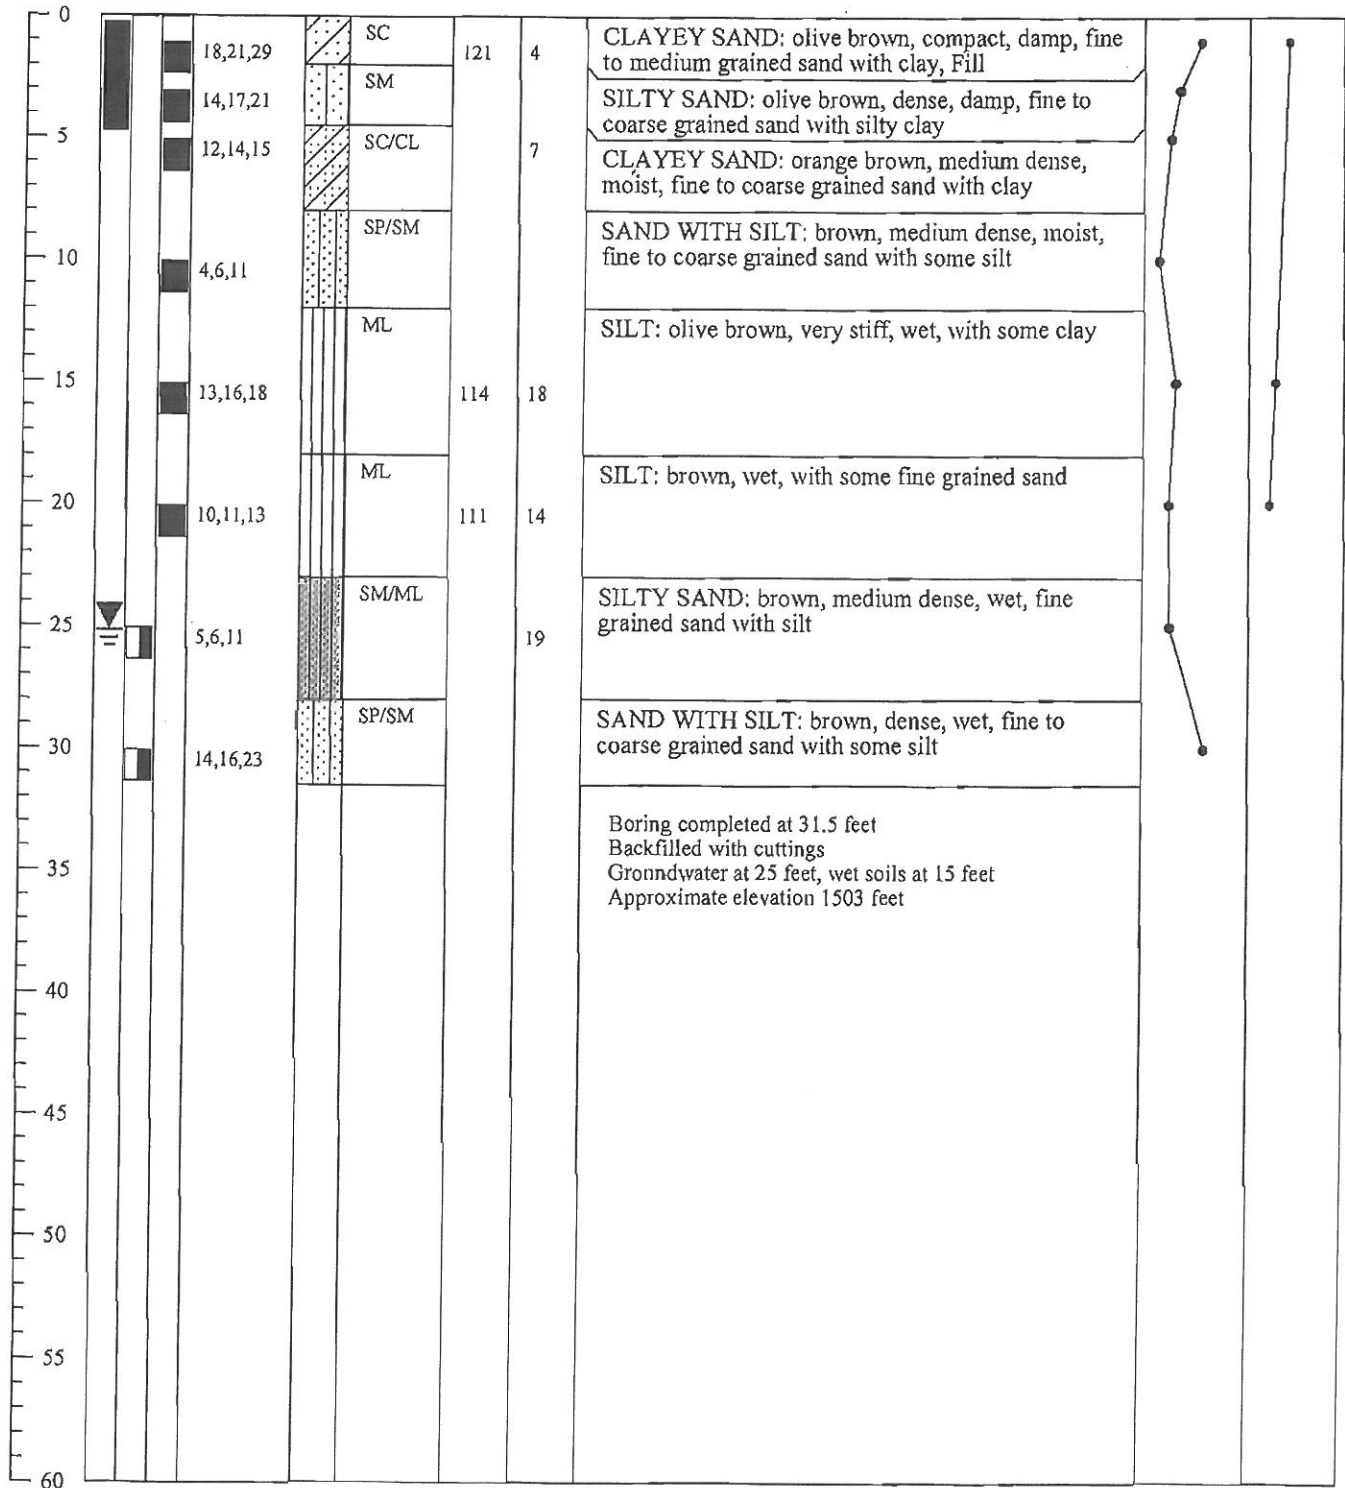 0
SC
18,21,29
121
4
CLAYEY SAND: olive brown, compact, damp, fine
to medium grained sand with clay, Fill
SM
14,17,21
SILTY SAND: olive brown, dense, damp, fine to
coarse grained sand with silty clay
5
12,14,15
SC/CL
7
CLAYEY SAND: orange brown, medium dense,
moist, fine to coarse grained sand with clay
SP/SM
SAND WITH SILT: brown, medium dense, moist,
fine to coarse grained sand with some silt
10
4,6,11
ML
SILT: olive brown, very stiff, wet, with some clay
15
13,16,18
114
18
ML
SILT: brown, wet, with some fine grained sand
20
10,11,13
111
14
SM/ML
SILTY SAND: brown, medium dense, wet, fine
grained sand with silt
25
5,6,11
19
SP/SM
SAND WITH SILT: brown, dense, wet, fine to
coarse grained sand with some silt
30
14,16,23
Boring completed at 31.5 feet
Backfilled with cuttings
35
Gronndwater at 25 feet, wet soils at 15 feet
Approximate elevation 1503 feet
40
45
50
55
60